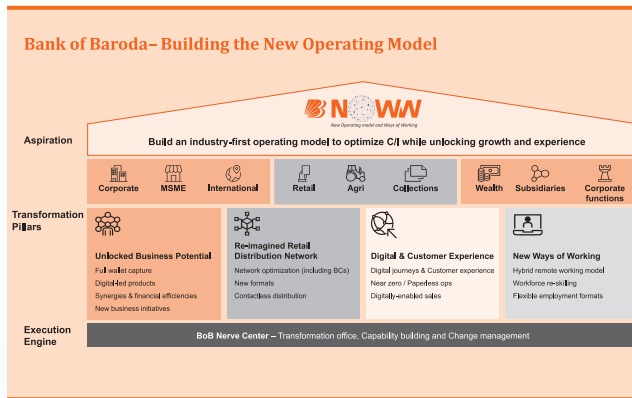 Bank of Baroda– Building the New Operating Model
NOWW
New Operating model and Ways of Working
Aspiration
Build an industry-first operating model to optimize C/I while unlocking growth and experience
Corporate
MSME
International
Retail
Agri
Collections
Wealth
Subsidiaries
Corporate
functions
Transformation
Pillars
Unlocked Business Potential
Full wallet capture
Digital-led products
Synergies & financial efficiencies
New business initiatives
Re-imagined Retail
Distribution Network
Network optimization (including BCs)
New formats
Contactless distribution
Digital & Customer Experience
Digital journeys & Customer experience
Near zero / Paperless ops
Digitally-enabled sales
New Ways of Working
Hybrid remote working model
Workforce re-skilling
Flexible employment formats
Execution
Engine
BoB Nerve Center – Transformation office, Capability building and Change management